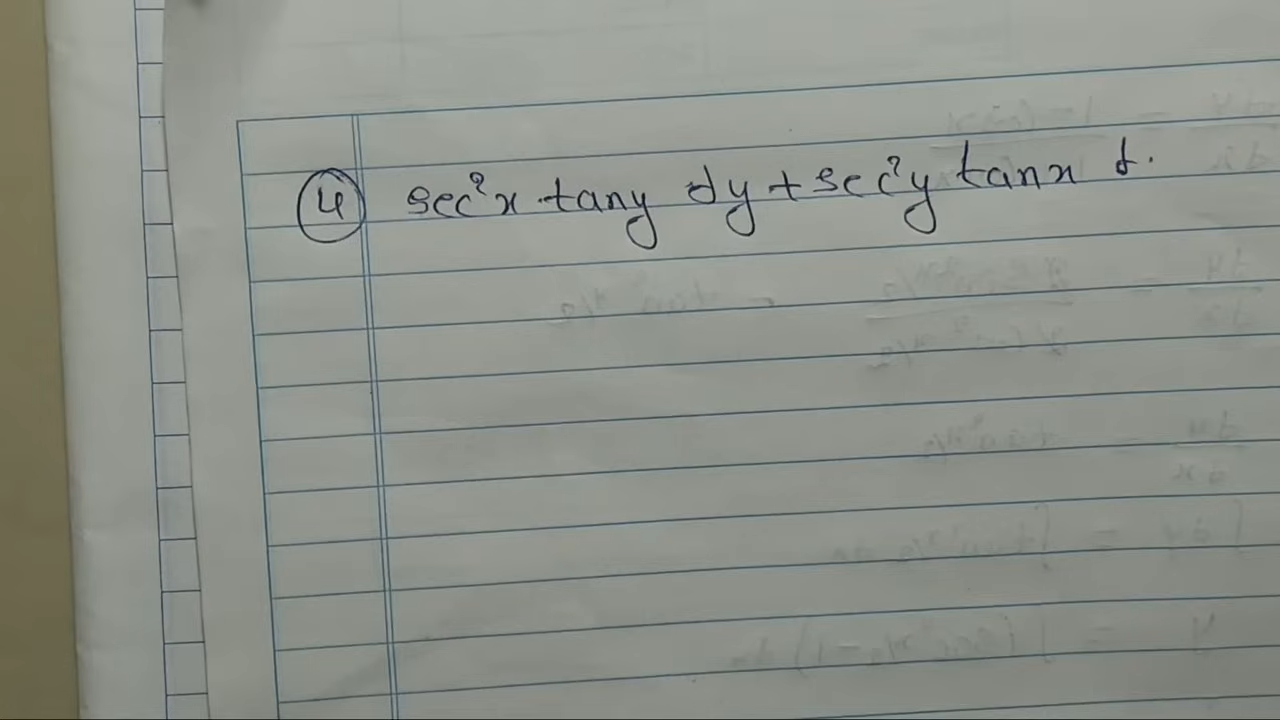 ④ sec²x tany dy + sec²y tanx d.